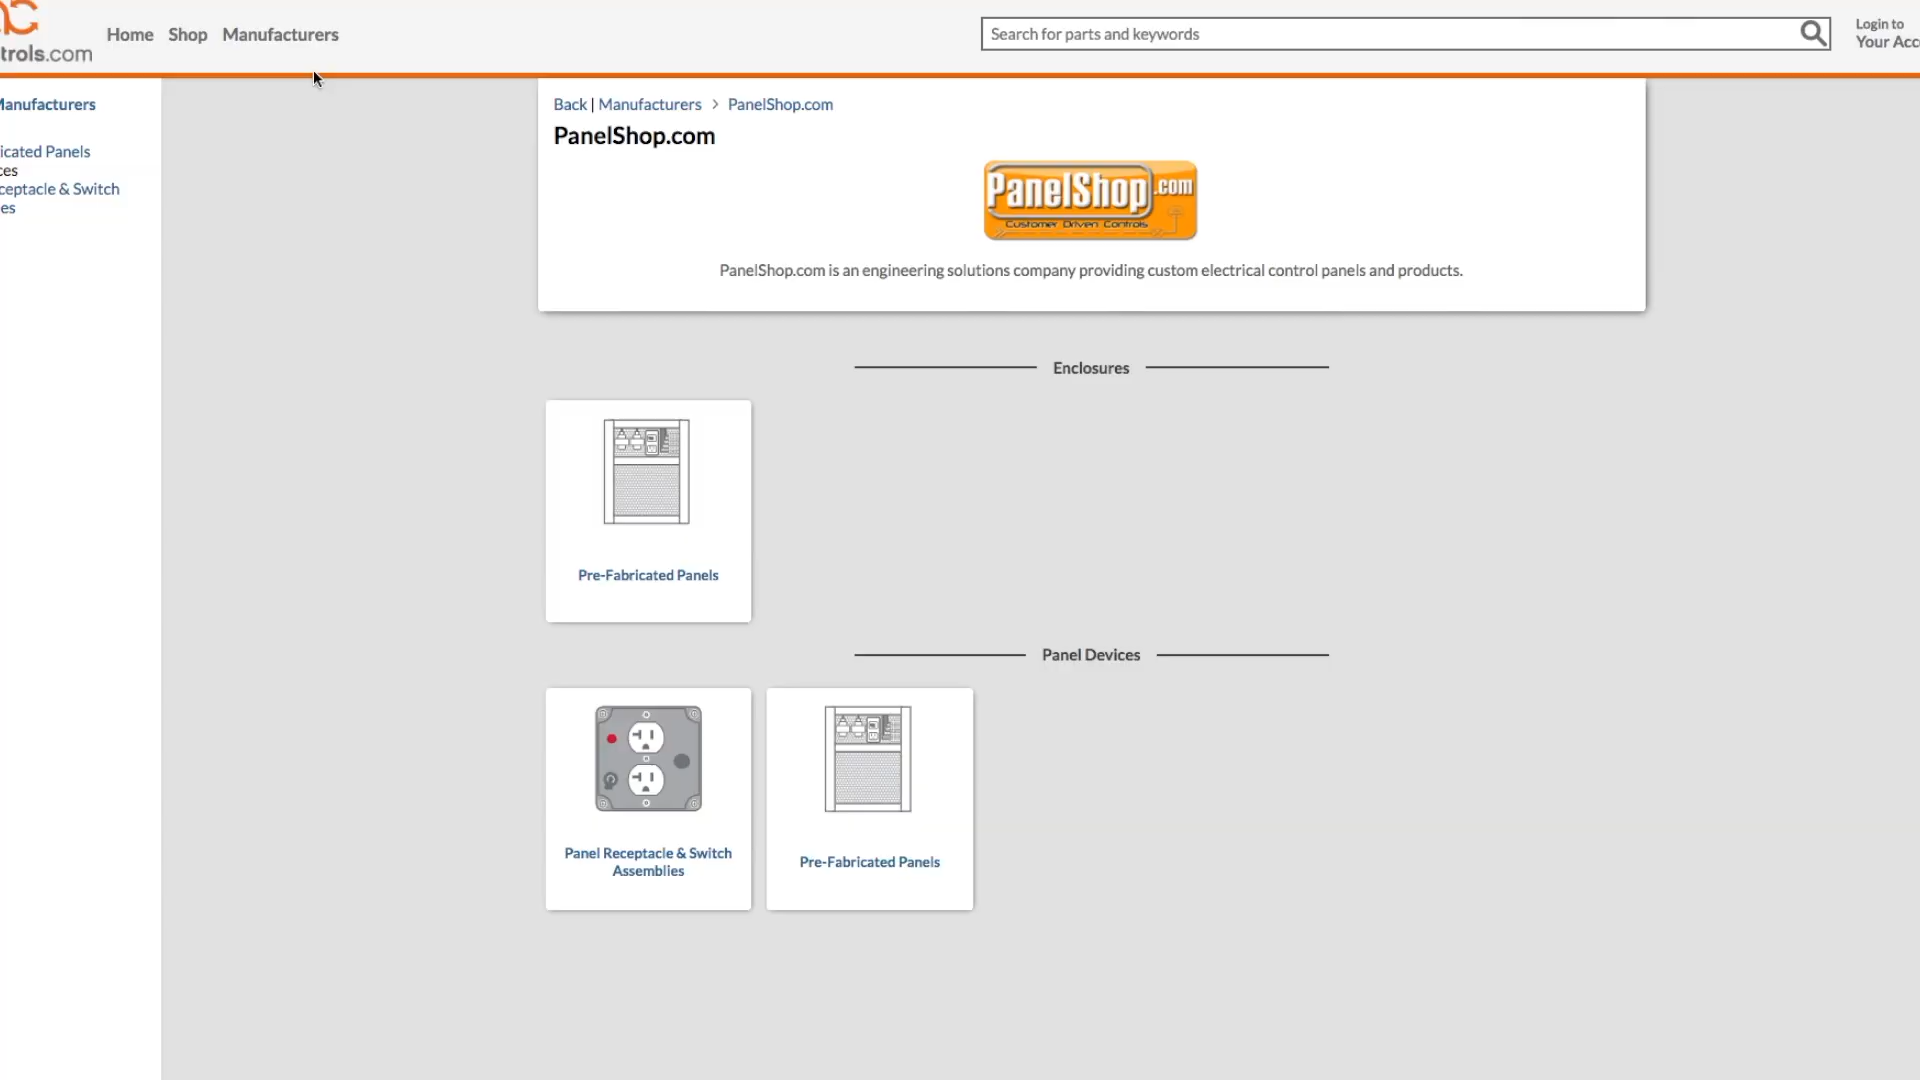 Home Shop Manufacturers
Search for parts and keywords
Login to
Your Acc
trols.com
Manufacturers
icated Panels
ces
ceptacle & Switch
es
Back | Manufacturers > PanelShop.com
PanelShop.com
PanelShop.com
Customer Driven Controls
PanelShop.com is an engineering solutions company providing custom electrical control panels and products.
Enclosures
Pre-Fabricated Panels
Panel Devices
Panel Receptacle & Switch
Assemblies
Pre-Fabricated Panels